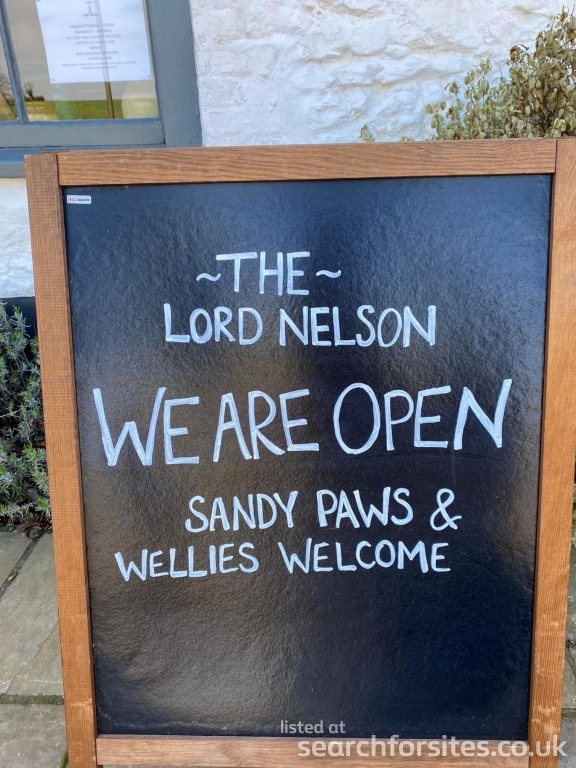 ~THE~
LORD NELSON
WE ARE OPEN
SANDY PAWS &
WELLIES WELCOME
listed at
searchforsites.co.uk